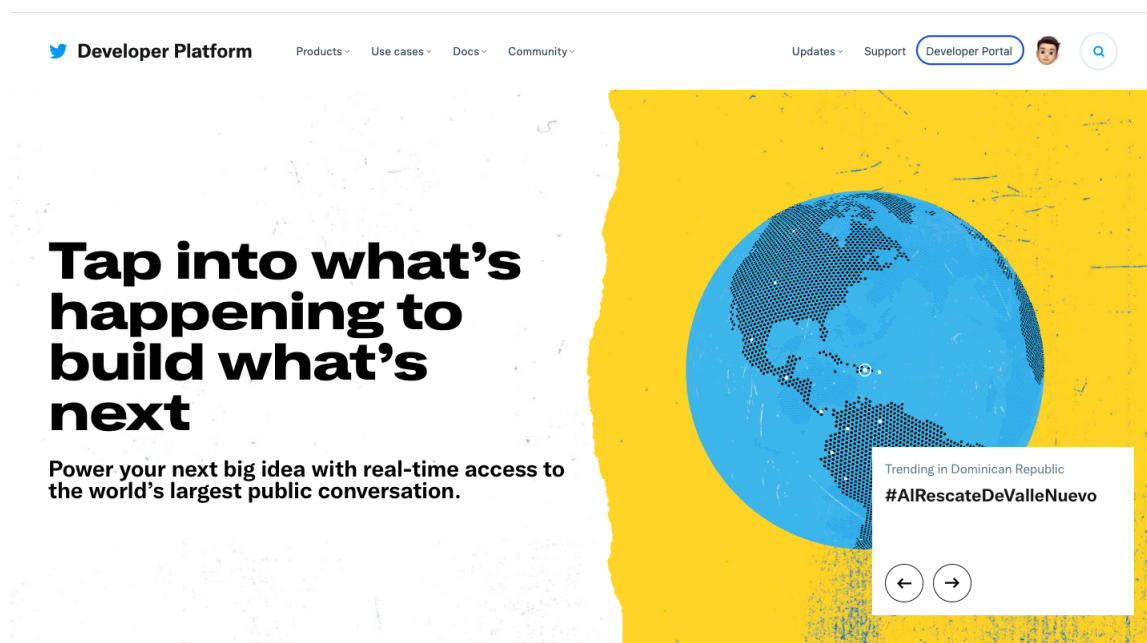 Developer Platform
Products
Use cases
Docs
Community
Updates
Support
Developer Portal
Tap into what’s
happening to
build what’s
next
Power your next big idea with real-time access to
the world’s largest public conversation.
Trending in Dominican Republic
#AlRescateDeValleNuevo